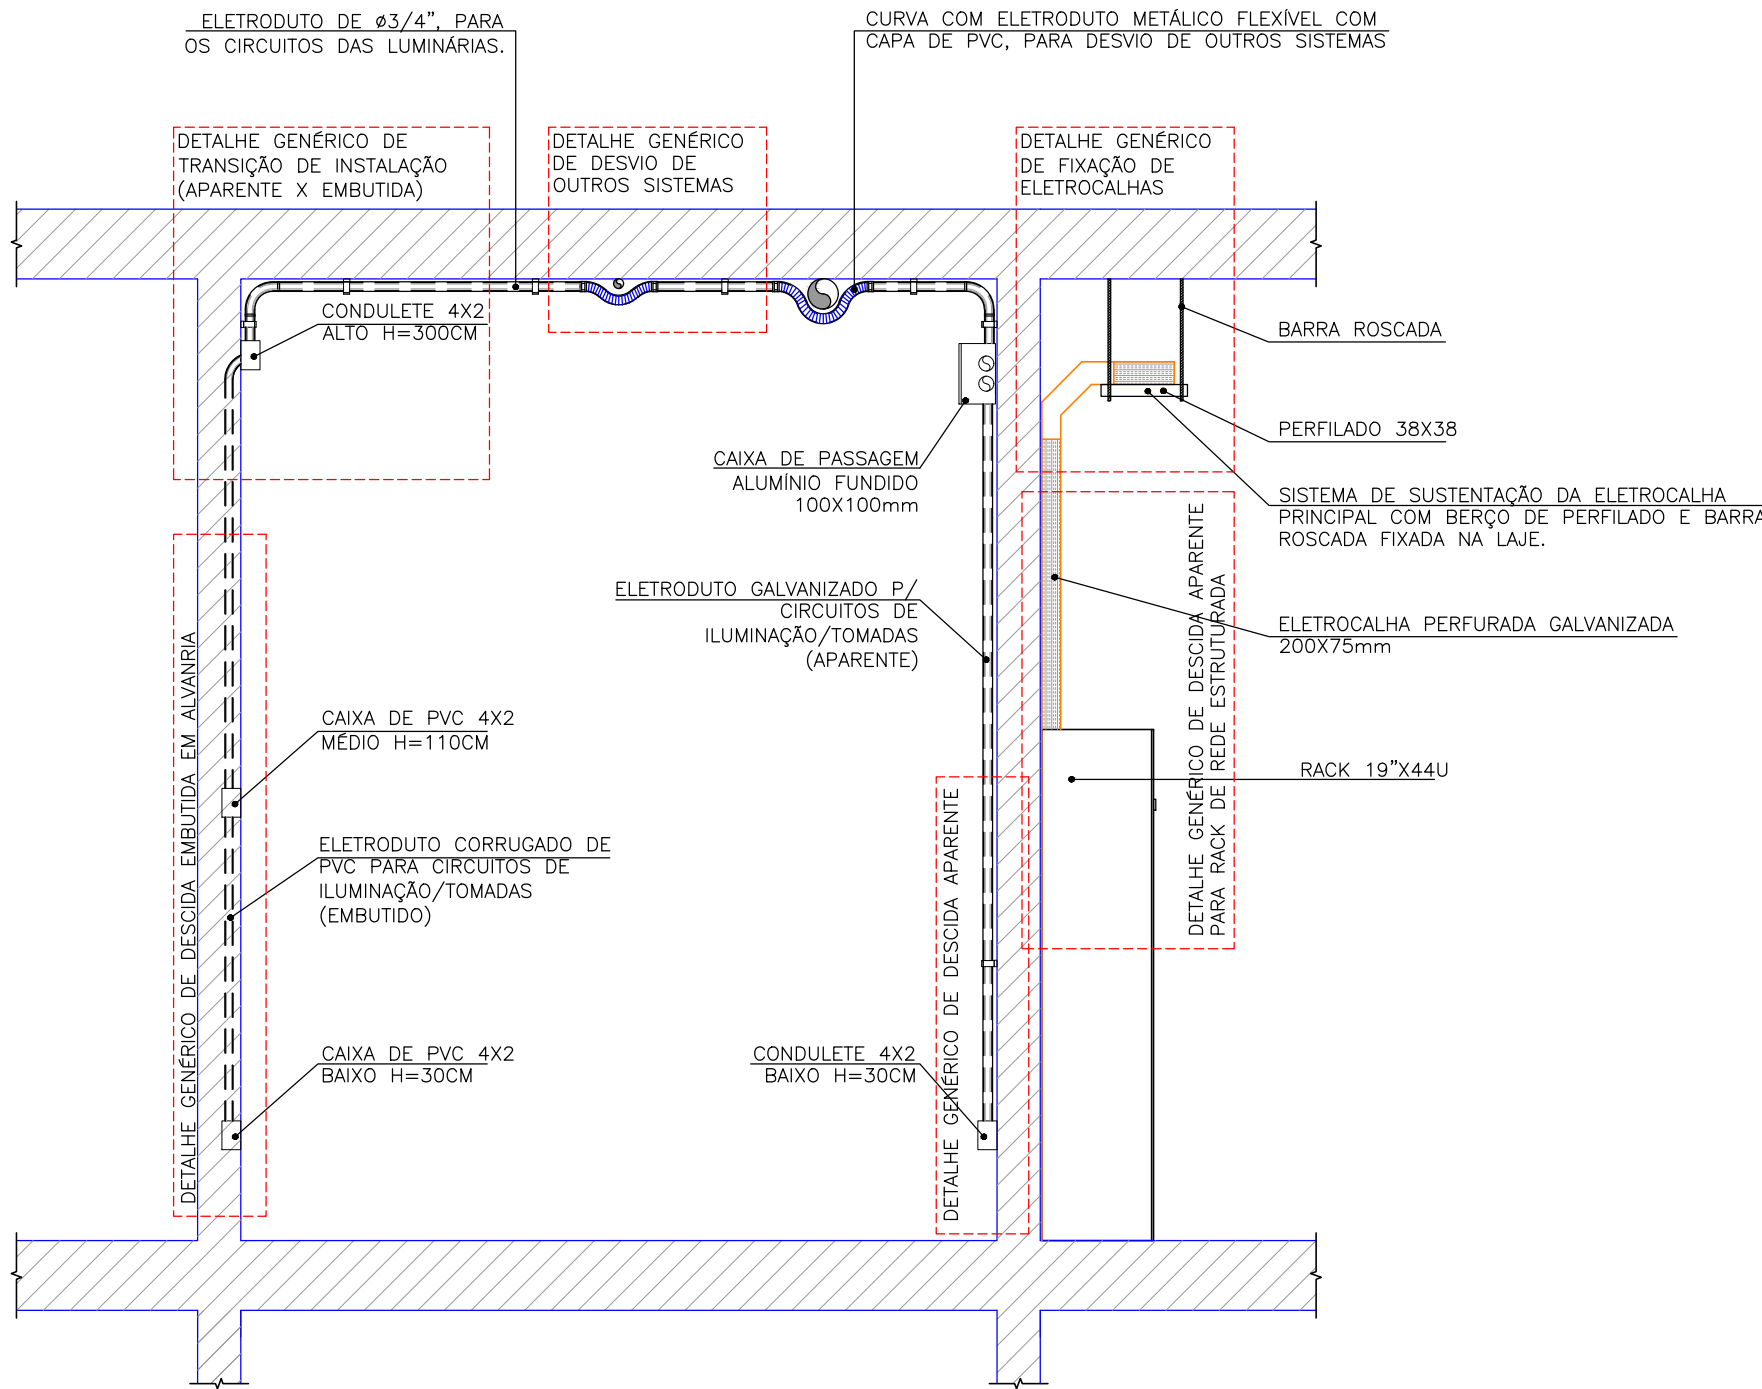 ELETRODUTO DE ø3/4”, PARA
OS CIRCUITOS DAS LUMINÁRIAS.
CURVA COM ELETRODUTO METÁLICO FLEXÍVEL COM
CAPA DE PVC, PARA DESVIO DE OUTROS SISTEMAS
DETALHE GENÉRICO DE
TRANSIÇÃO DE INSTALAÇÃO
(APARENTE X EMBUTIDA)
DETALHE GENÉRICO
DE DESVIO DE
OUTROS SISTEMAS
DETALHE GENÉRICO
DE FIXAÇÃO DE
ELETROCALHAS
CONDULETE 4X2
ALTO H=300CM
BARRA ROSCADA
PERFILADO 38X38
CAIXA DE PASSAGEM
ALUMÍNIO FUNDIDO
100X100mm
SISTEMA DE SUSTENTAÇÃO DA ELETROCALHA
PRINCIPAL COM BERÇO DE PERFILADO E BARRA
ROSCADA FIXADA NA LAJE.
ELETRODUTO GALVANIZADO P/
CIRCUITOS DE
ILUMINAÇÃO/TOMADAS
(APARENTE)
ELETROCALHA PERFURADA GALVANIZADA
200X75mm
DETALHE GENÉRICO DE DESCIDA APARENTE
PARA RACK DE REDE ESTRUTURADA
CAIXA DE PVC 4X2
MÉDIO H=110CM
RACK 19”X44U
DETALHE GENÉRICO DE DESCIDA EMBUTIDA EM ALVANRIA
ELETRODUTO CORRUGADO DE
PVC PARA CIRCUITOS DE
ILUMINAÇÃO/TOMADAS
(EMBUTIDO)
DETALHE GENÉRICO DE DESCIDA APARENTE
CAIXA DE PVC 4X2
BAIXO H=30CM
CONDULETE 4X2
BAIXO H=30CM